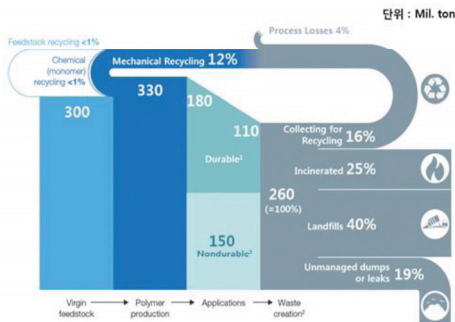 단위 : Mil. ton
Process Losses 4%
Feedstock recycling <1%
Chemical
(monomer)
recycling <1%
Mechanical Recycling 12%
300
330
180
110
Durable¹
150
Nondurable²
260
(=100%)
Collecting for
Recycling 16%
Incinerated 25%
Landfills 40%
Unmanaged dumps
or leaks 19%
Virgin
feedstock
Polymer
production
Applications
Waste
creation²